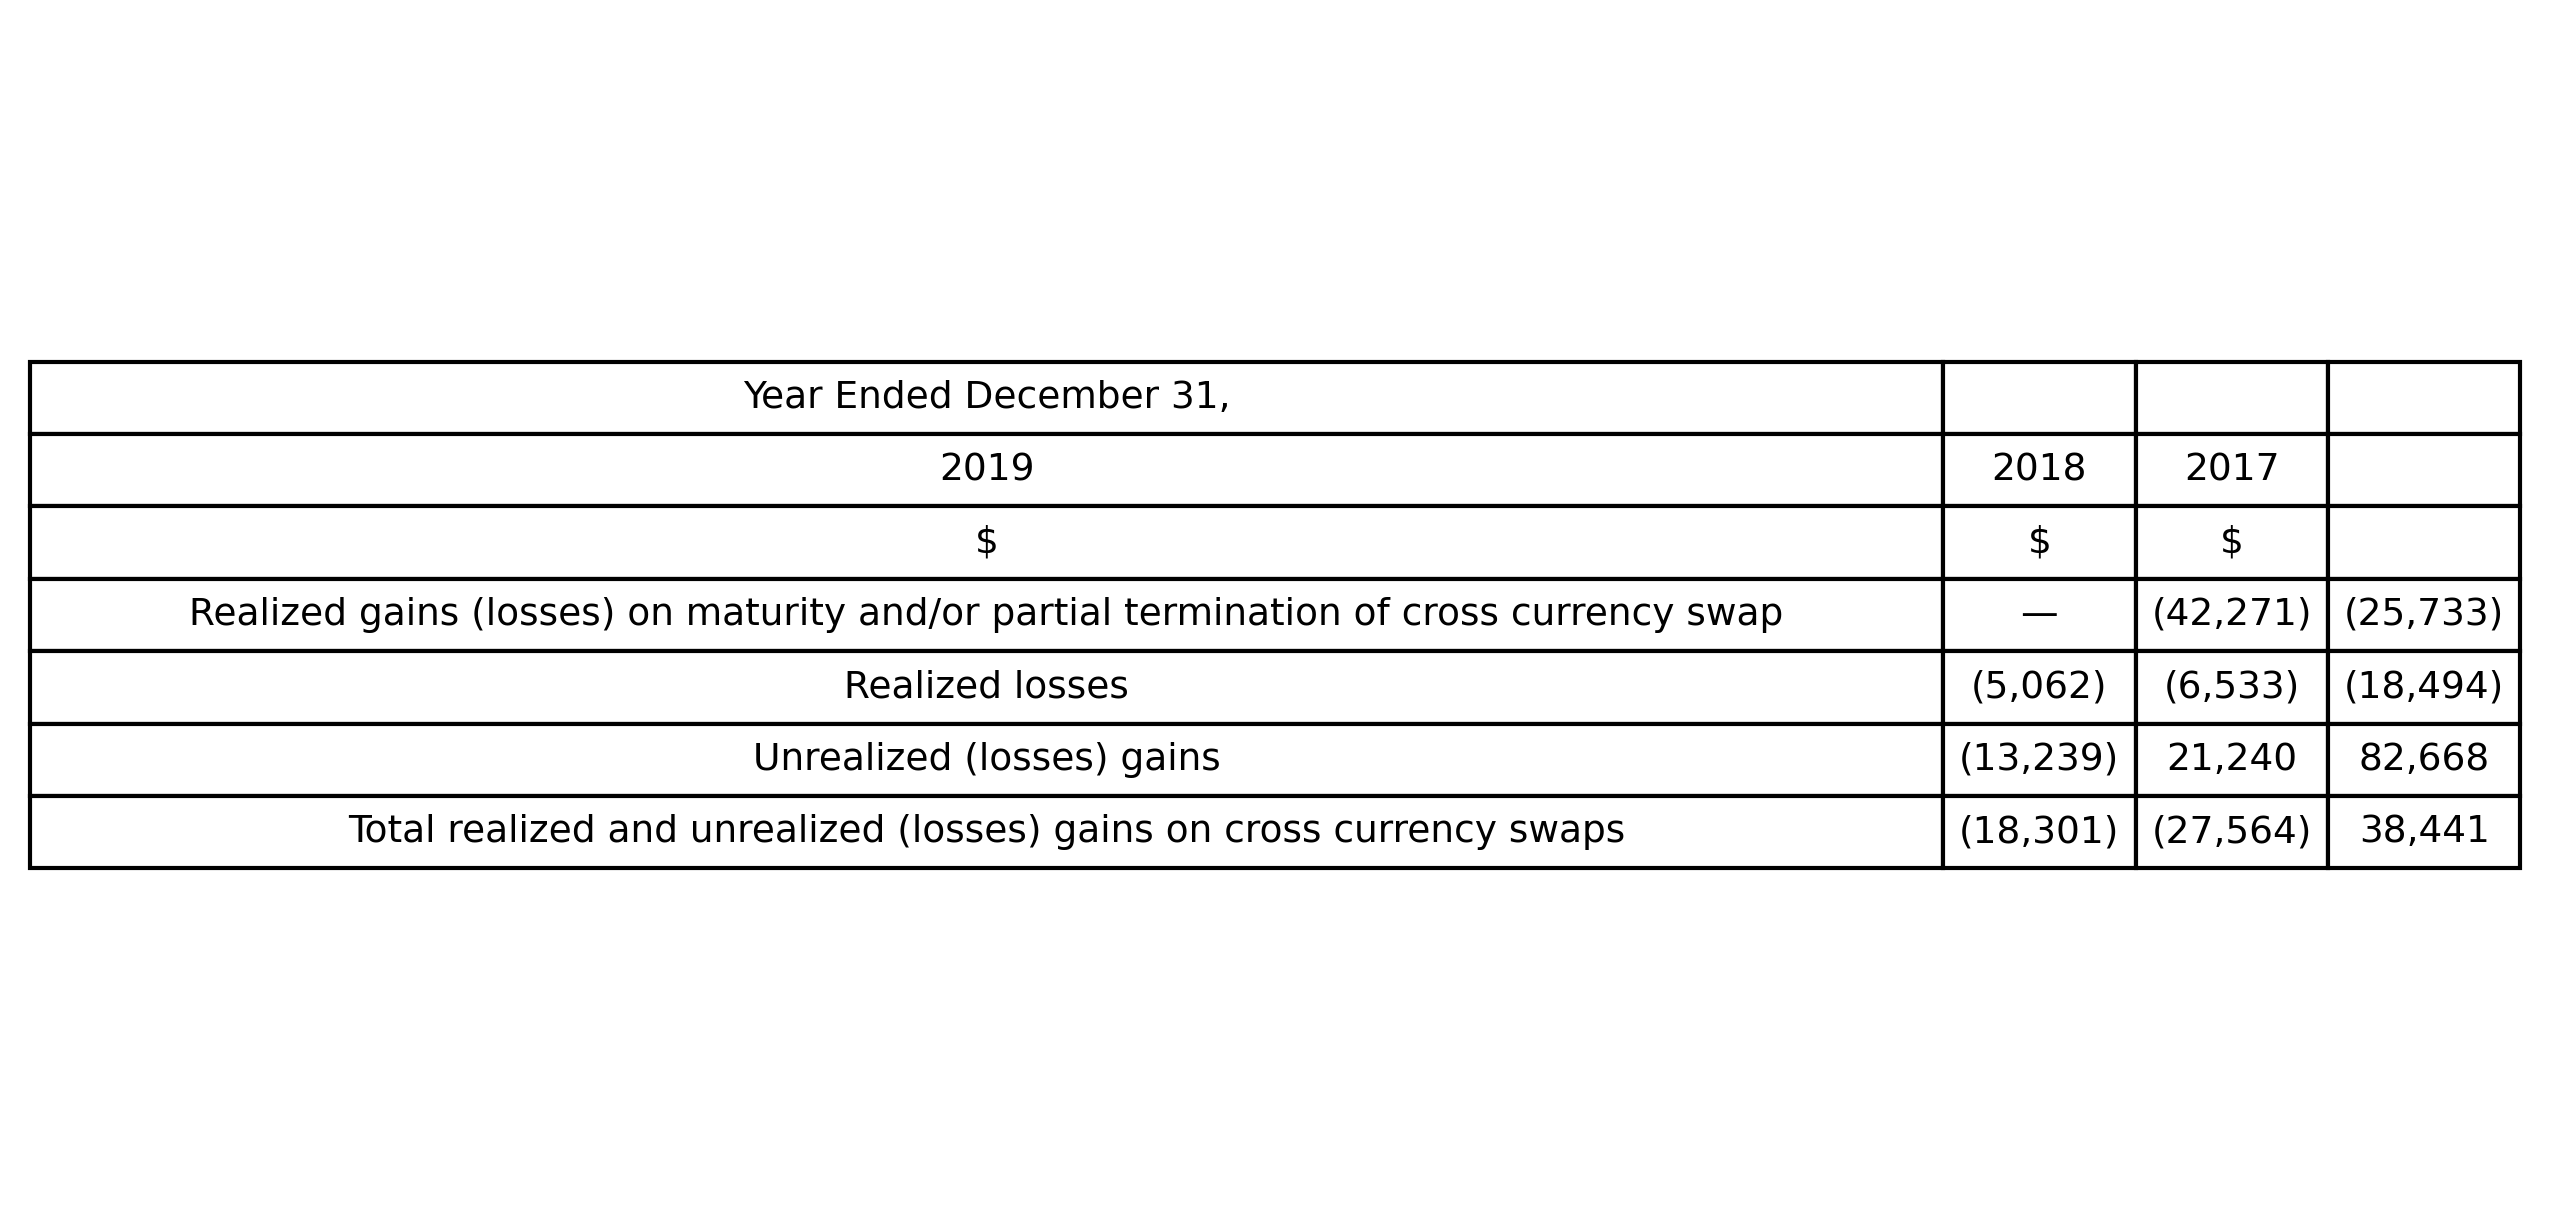 Year Ended December 31,
2019 2018 2017
$ $ $
Realized gains (losses) on maturity and/or partial termination of cross currency swap — (42,271) (25,733)
Realized losses (5,062) (6,533) (18,494)
Unrealized (losses) gains (13,239) 21,240 82,668
Total realized and unrealized (losses) gains on cross currency swaps (18,301) (27,564) 38,441